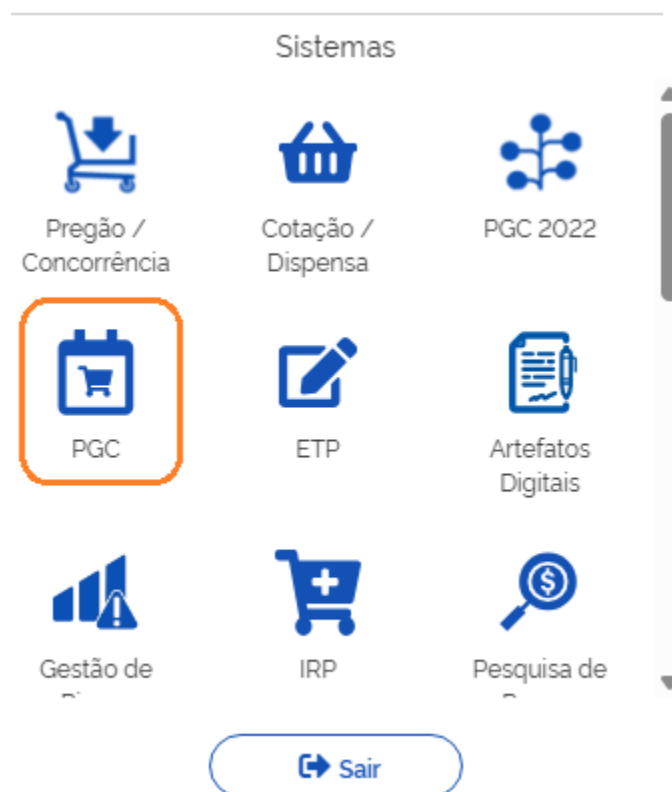 Sistemas
Pregão /
Concorrência
Cotação /
Dispensa
PGC 2022
PGC
ETP
Artefatos
Digitais
Gestão de
IRP
Pesquisa de
Sair